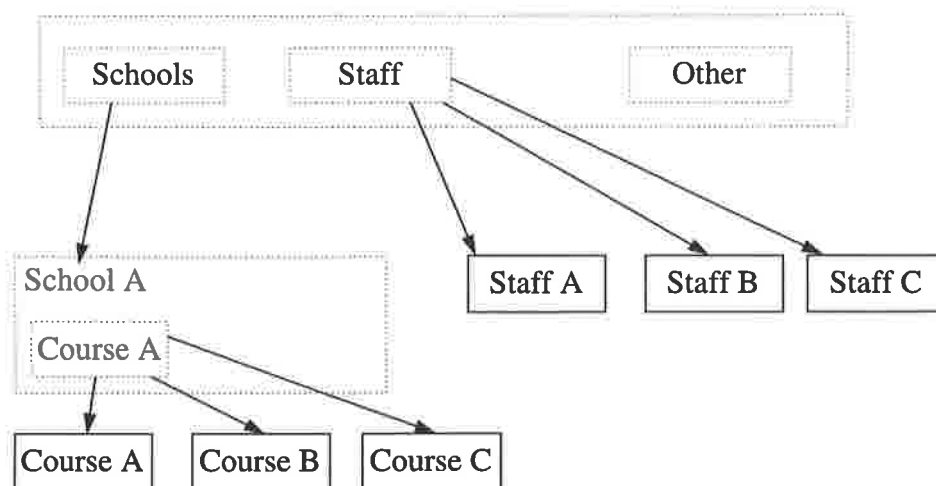 Schools
Staff
Other
School A
Staff A
Staff B
Staff C
Course A
Course A
Course B
Course C